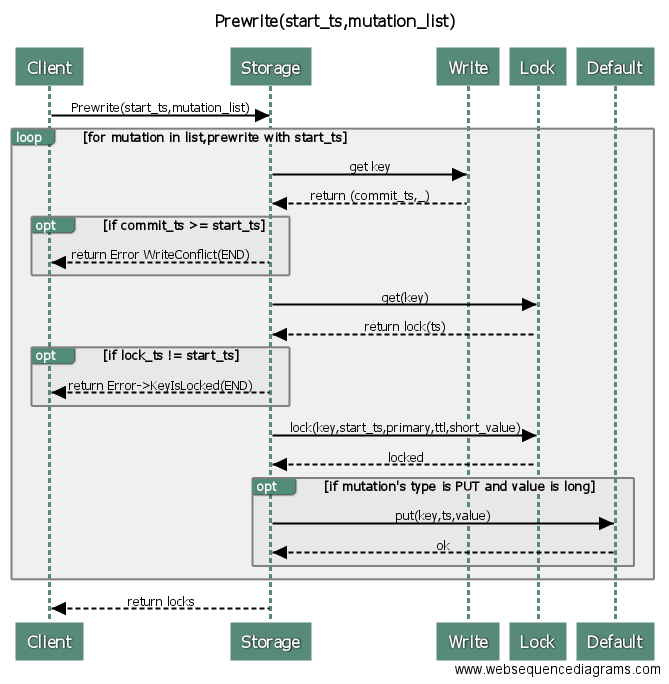 Prewrite(start_ts,mutation_list)
Client Storage Write Lock Default
Prewrite(start_ts,mutation_list)
loop [for mutation in list,prewrite with start_ts]
get key
return (commit_ts,_)
opt [if commit_ts >= start_ts]
return Error WriteConflict(END)
get(key)
return lock(ts)
opt [if lock_ts != start_ts]
return Error->KeyIsLocked(END)
lock(key,start_ts,primary,ttl,short_value)
locked
opt [if mutation's type is PUT and value is long]
put(key,ts,value)
ok
return locks
Client Storage Write Lock Default
www.websequencediagrams.com